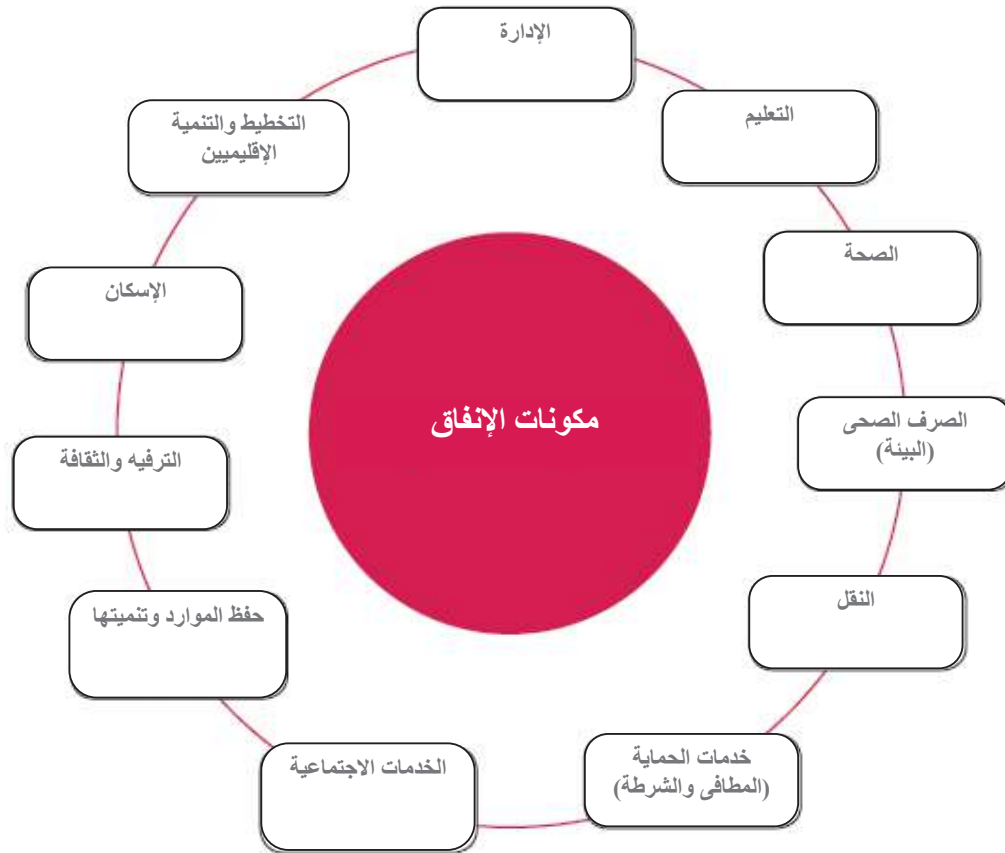 الإدارة
التعليم
الصحة
الصرف الصحى
(البيئة)
النقل
خدمات الحماية
(المطافى والشرطة)
الخدمات الاجتماعية
حفظ الموارد وتنميتها
الترفيه والثقافة
الإسكان
التخطيط والتنمية
الإقليميين
مكونات الإنفاق